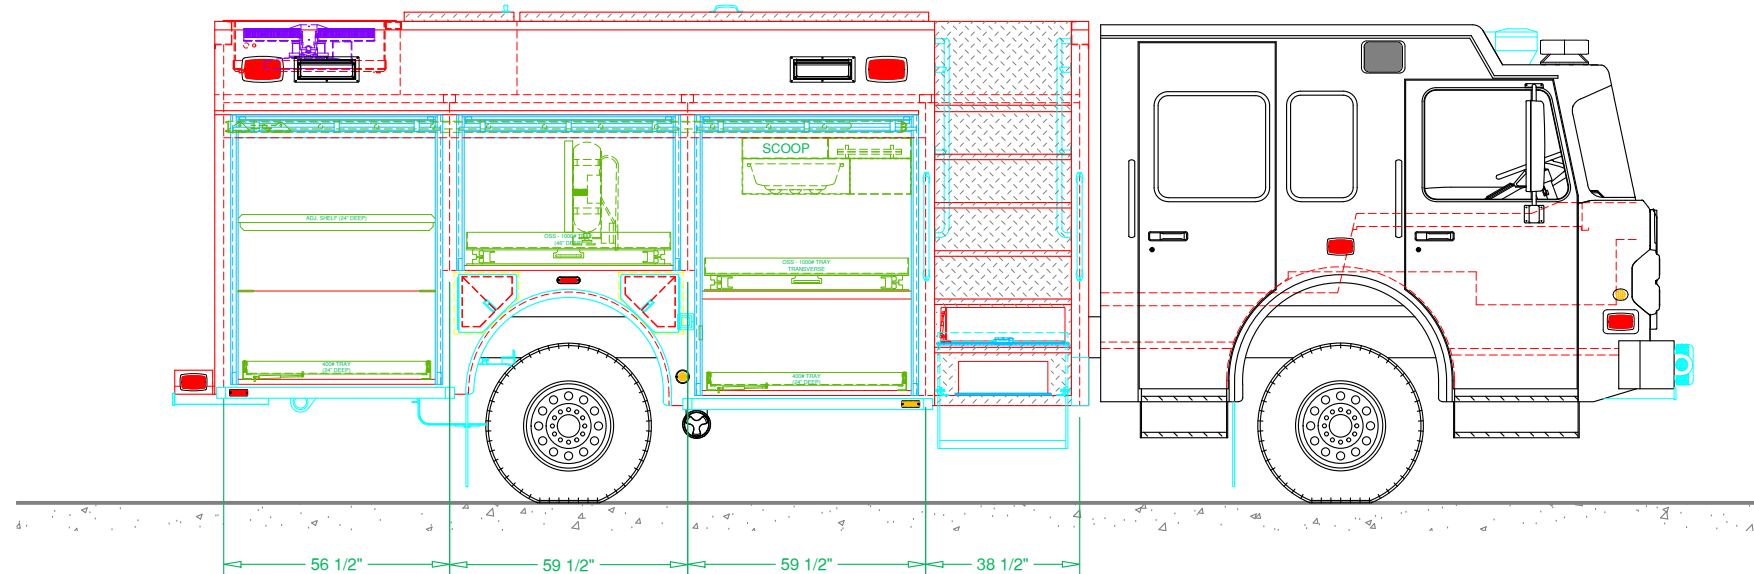 SCOOP
ADJ. SHELF (24" DEEP)
OSS - 1000# TRAY
(46" DEEP)
OSS - 1000# TRAY
TRANSVERSE
400# TRAY
(24" DEEP)
400# TRAY
(24" DEEP)
56 1/2"
59 1/2"
59 1/2"
38 1/2"